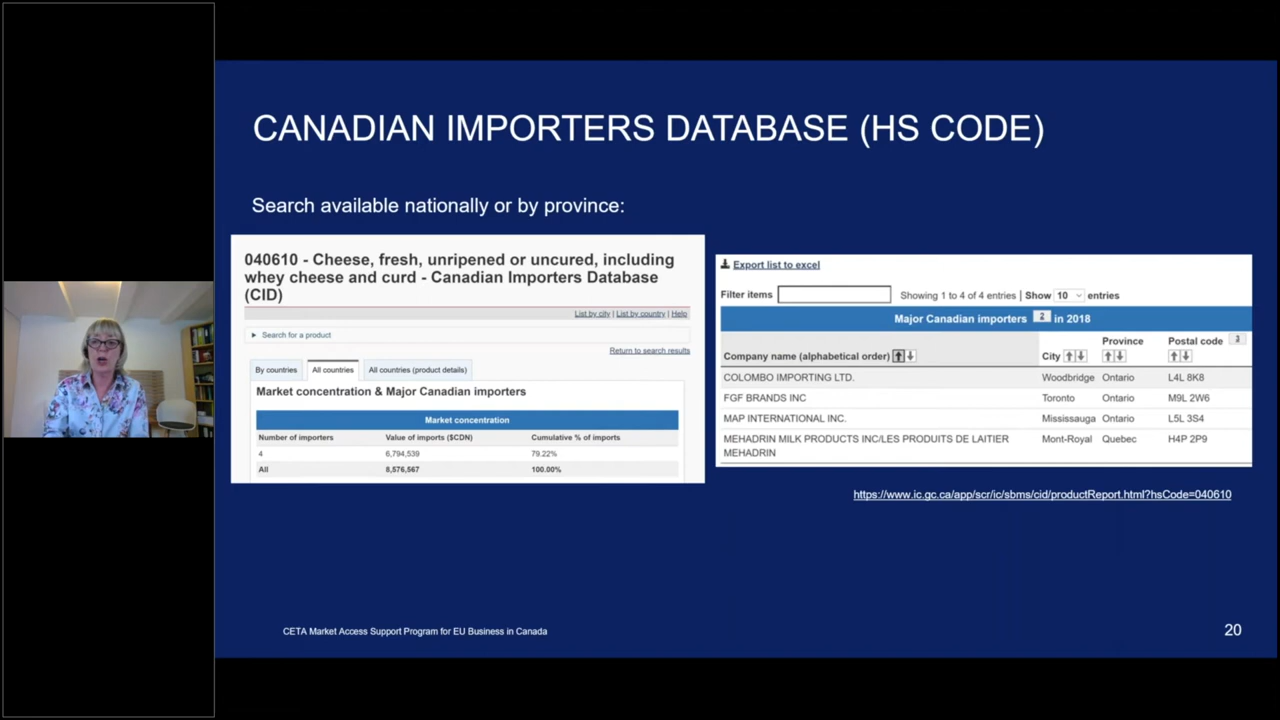 CANADIAN IMPORTERS DATABASE (HS CODE)
Search available nationally or by province:
040610 - Cheese, fresh, unripened or uncured, including
whey cheese and curd - Canadian Importers Database
(CID)
List by city | List by country | Help
Search for a product
Return to search results
By countries All countries All countries (product details)
Market concentration & Major Canadian importers
Market concentration
Number of importers Value of imports ($CDN) Cumulative % of imports
4 6,794,539 79.22%
All 8,576,567 100.00%
Export list to excel
Filter items Showing 1 to 4 of 4 entries | Show 10 entries
Major Canadian importers 2 in 2018
Company name (alphabetical order) City Province Postal code 3
COLOMBO IMPORTING LTD. Woodbridge Ontario L4L 8K8
FGF BRANDS INC Toronto Ontario M9L 2W6
MAP INTERNATIONAL INC. Mississauga Ontario L5L 3S4
MEHADRIN MILK PRODUCTS INC/LES PRODUITS DE LAITIER Mont-Royal Quebec H4P 2P9
MEHADRIN
https://www.ic.gc.ca/app/scr/ic/sbms/cid/productReport.html?hsCode=040610
CETA Market Access Support Program for EU Business in Canada
20